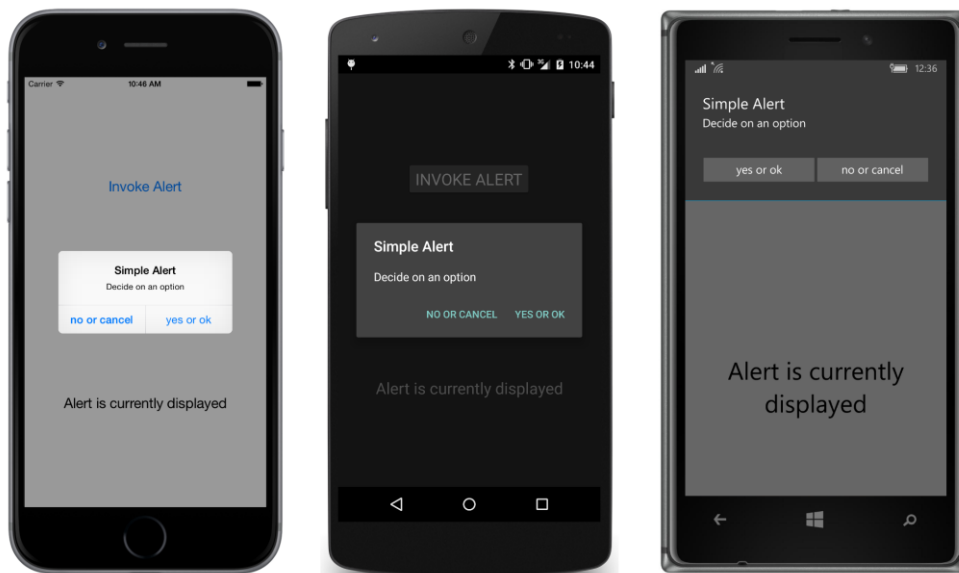 Carrier
10:46 AM
Invoke Alert
Simple Alert
Decide on an option
no or cancel
yes or ok
Alert is currently displayed
3G
10:44
INVOKE ALERT
Simple Alert
Decide on an option
NO OR CANCEL
YES OR OK
Alert is currently displayed
12:36
Simple Alert
Decide on an option
yes or ok
no or cancel
Alert is currently
displayed